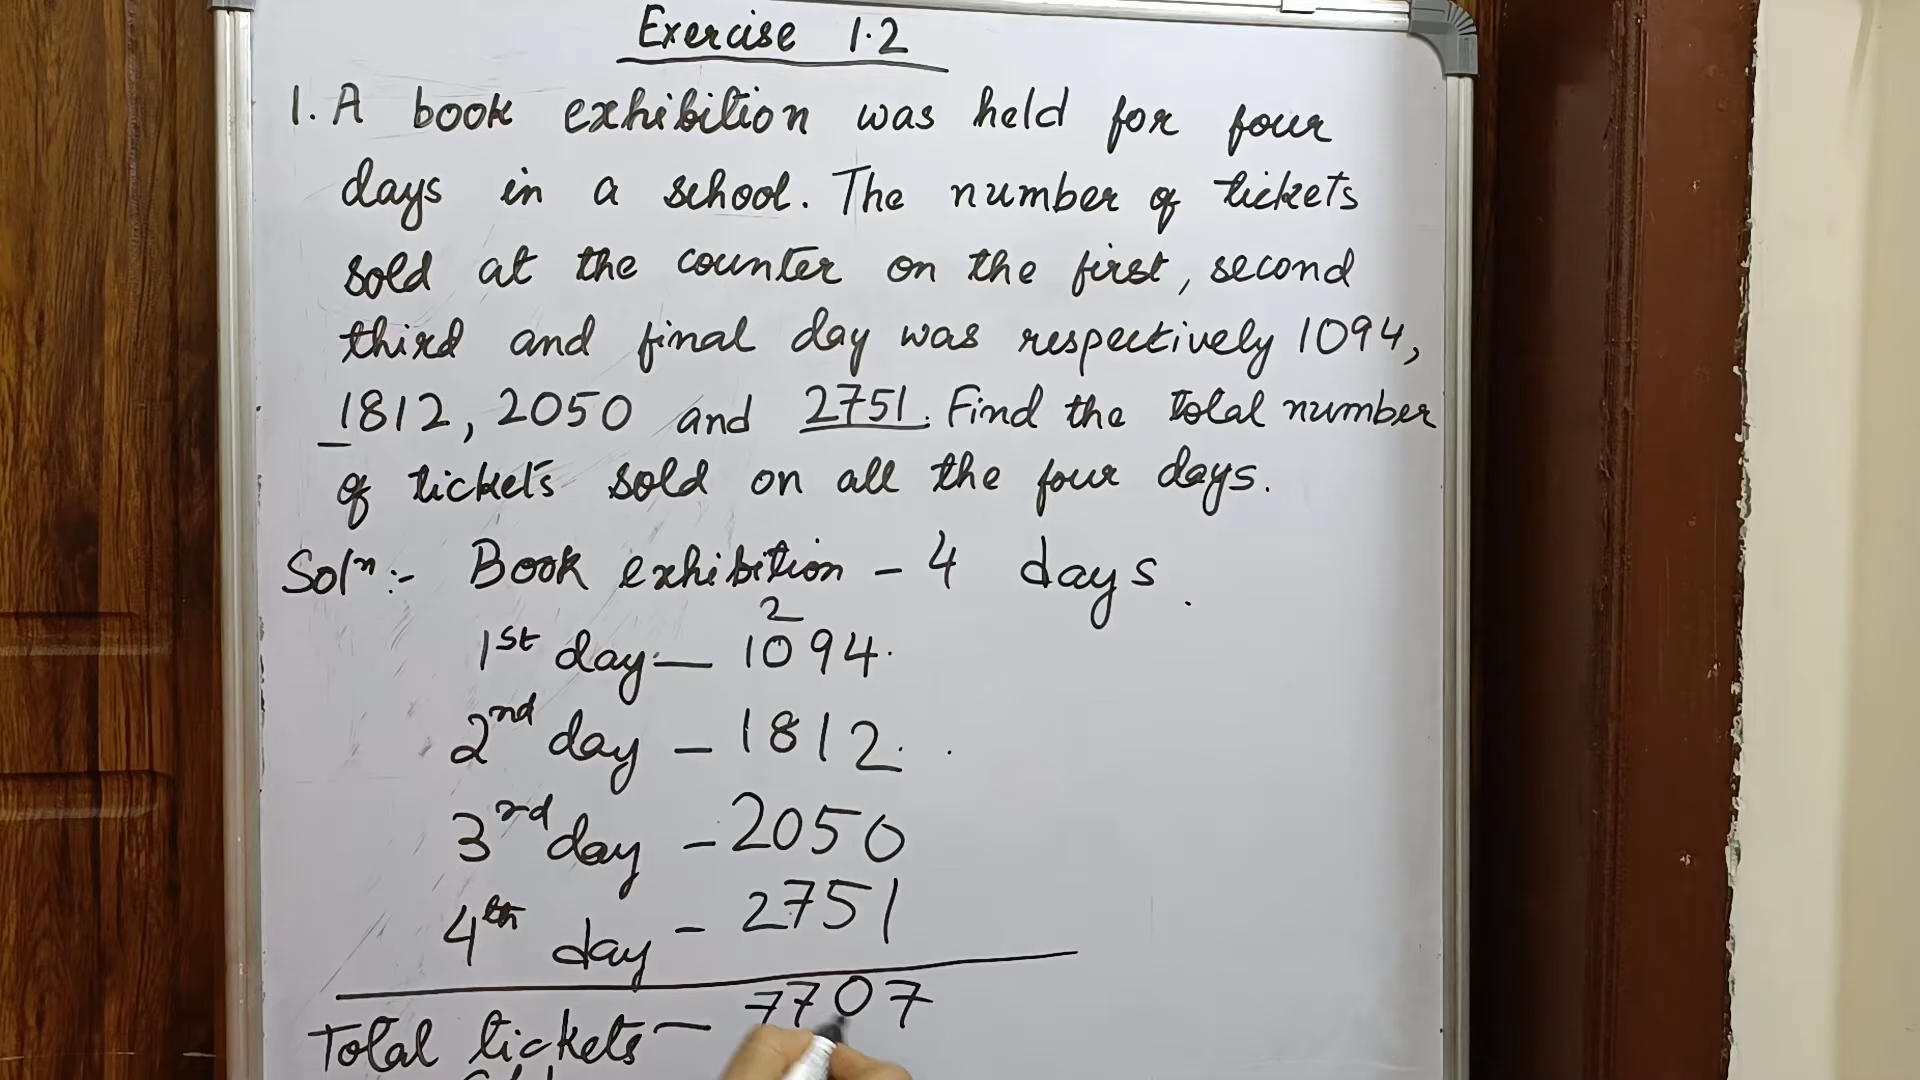 Exercise 1.2
1. A book exhibition was held for four
days in a school. The number of tickets
sold at the counter on the first, second
third and final day was respectively 1094,
1812, 2050 and 2751. Find the total number
of tickets sold on all the four days.
Solⁿ:- Book exhibition - 4 days.
2
1st day — 1094.
2nd day - 1812.
3rd day - 2050
4th day - 2751
Total tickets — 7707